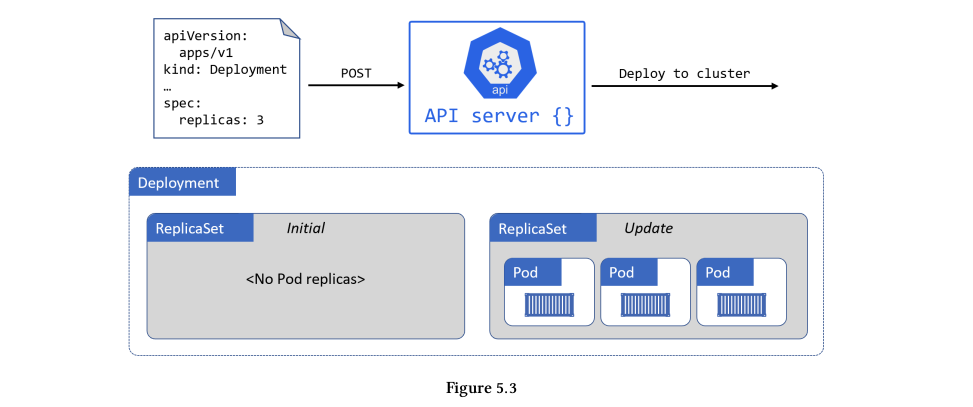 apiVersion:
apps/v1
kind: Deployment
…
spec:
replicas: 3
POST
api
API server {}
Deploy to cluster
Deployment
ReplicaSet
Initial
<No Pod replicas>
ReplicaSet
Update
Pod
Pod
Pod
Figure 5.3